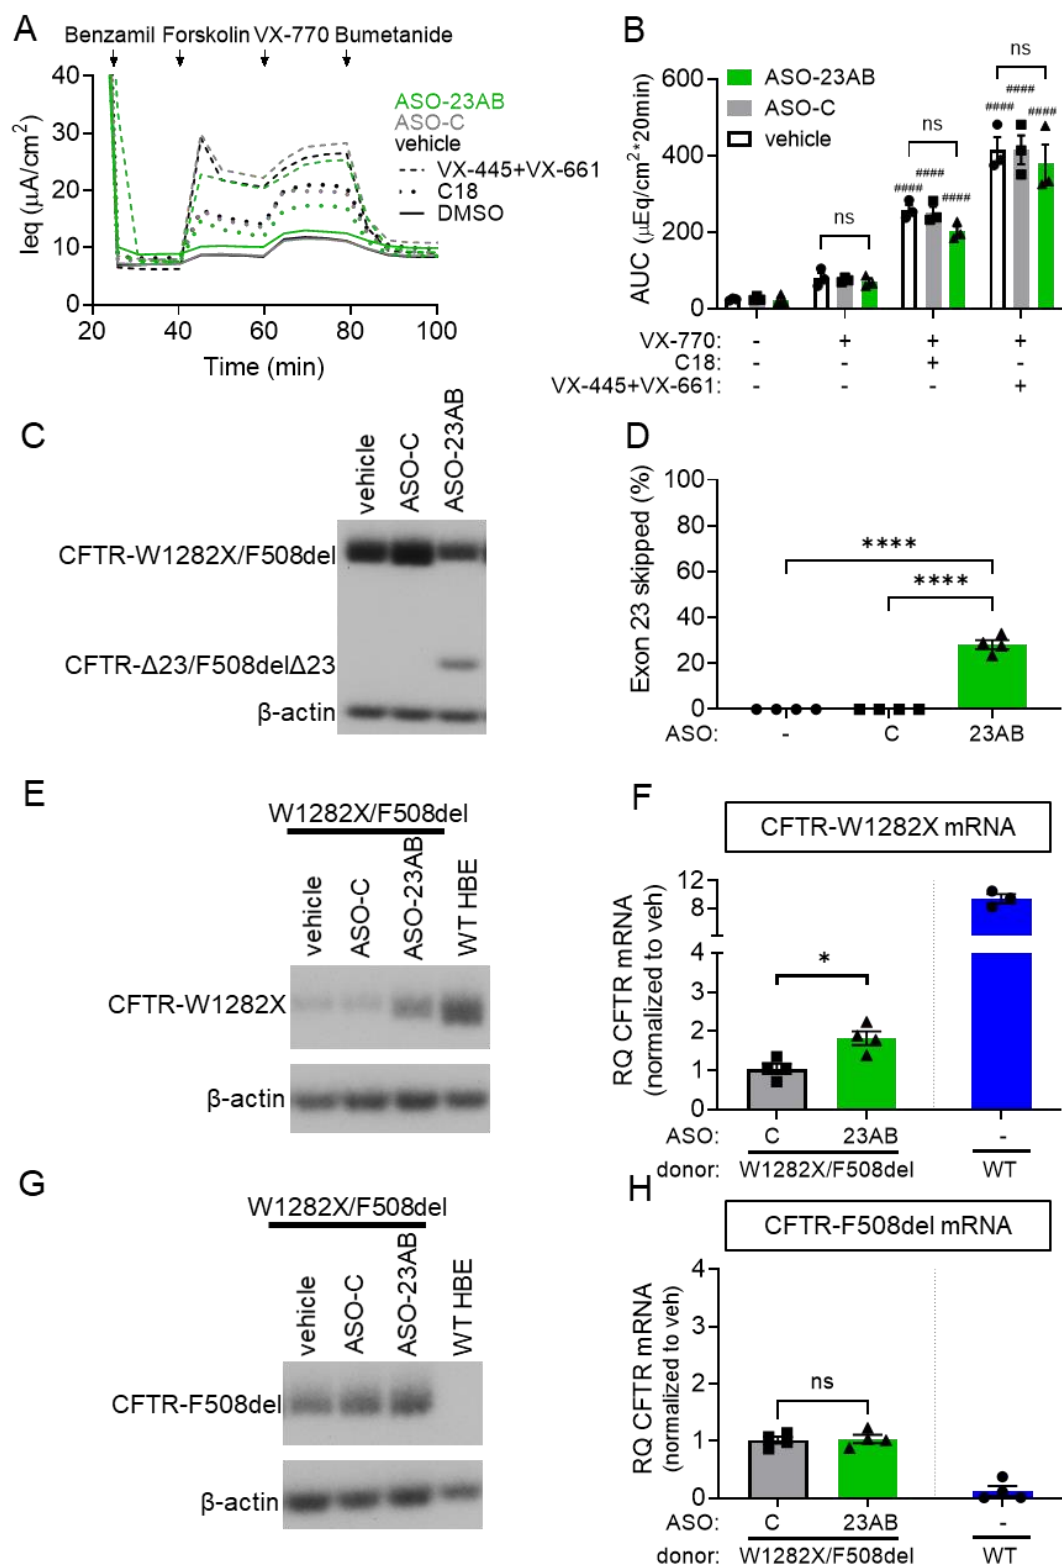 A
Benzamil Forskolin VX-770 Bumetanide
Ieq (µA/cm²)
40
30
20
10
0
20 40 60 80 100
Time (min)
ASO-23AB
ASO-C
vehicle
VX-445+VX-661
C18
DMSO
B
AUC (µEq/cm²*20min)
600
400
200
0
ASO-23AB
ASO-C
vehicle
ns
ns
ns
#### #### ####
#### #### ####
VX-770: - + + +
C18: - - + -
VX-445+VX-661: - - - +
C
vehicle
ASO-C
ASO-23AB
CFTR-W1282X/F508del
CFTR-Δ23/F508delΔ23
β-actin
D
Exon 23 skipped (%)
100
80
60
40
20
0
****
****
ASO: - C 23AB
E
W1282X/F508del
vehicle
ASO-C
ASO-23AB
WT HBE
CFTR-W1282X
β-actin
F
CFTR-W1282X mRNA
RQ CFTR mRNA
(normalized to veh)
12
8
4
2
1
0
*
ASO: C 23AB -
donor: W1282X/F508del WT
G
W1282X/F508del
vehicle
ASO-C
ASO-23AB
WT HBE
CFTR-F508del
β-actin
H
CFTR-F508del mRNA
RQ CFTR mRNA
(normalized to veh)
4
3
2
1
0
ns
ASO: C 23AB -
donor: W1282X/F508del WT